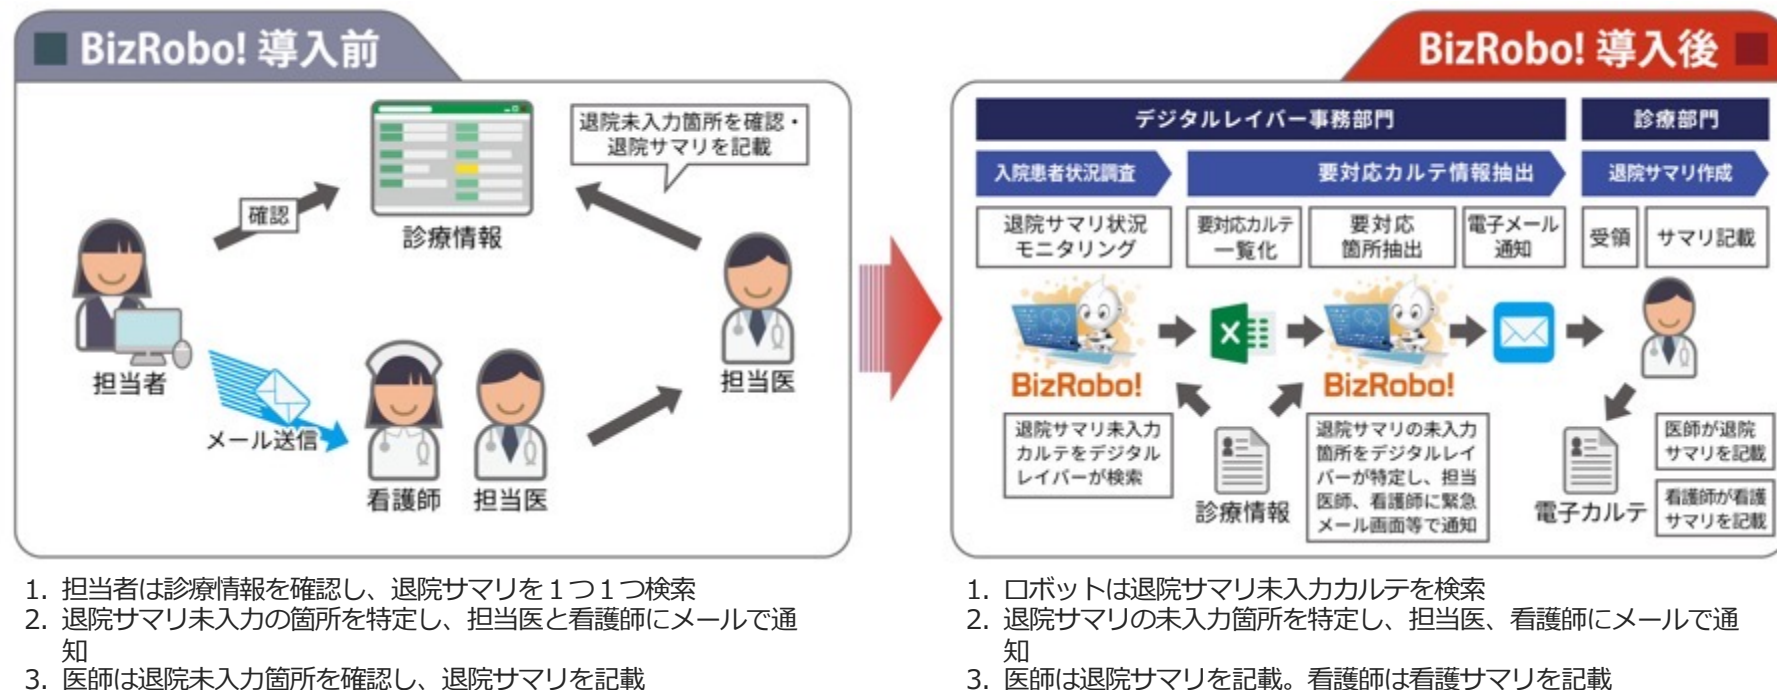 BizRobo! 導入前
退院未入力箇所を確認・
退院サマリを記載
確認
診療情報
担当者
メール送信
看護師
担当医
担当医
1. 担当者は診療情報を確認し、退院サマリを１つ１つ検索
2. 退院サマリ未入力の箇所を特定し、担当医と看護師にメールで通
知
3. 医師は退院未入力箇所を確認し、退院サマリを記載
BizRobo! 導入後
デジタルレイバー事務部門
診療部門
入院患者状況調査
要対応カルテ情報抽出
退院サマリ作成
退院サマリ状況
モニタリング
要対応カルテ
一覧化
要対応
箇所抽出
電子メール
通知
受領
サマリ記載
BizRobo!
BizRobo!
退院サマリ未入力
カルテをデジタル
レイバーが検索
診療情報
退院サマリの未入力
箇所をデジタルレイ
バーが特定し、担当
医師、看護師に緊急
メール画面等で通知
電子カルテ
医師が退院
サマリを記載
看護師が看護
サマリを記載
1. ロボットは退院サマリ未入力カルテを検索
2. 退院サマリの未入力箇所を特定し、担当医、看護師にメールで通
知
3. 医師は退院サマリを記載。看護師は看護サマリを記載